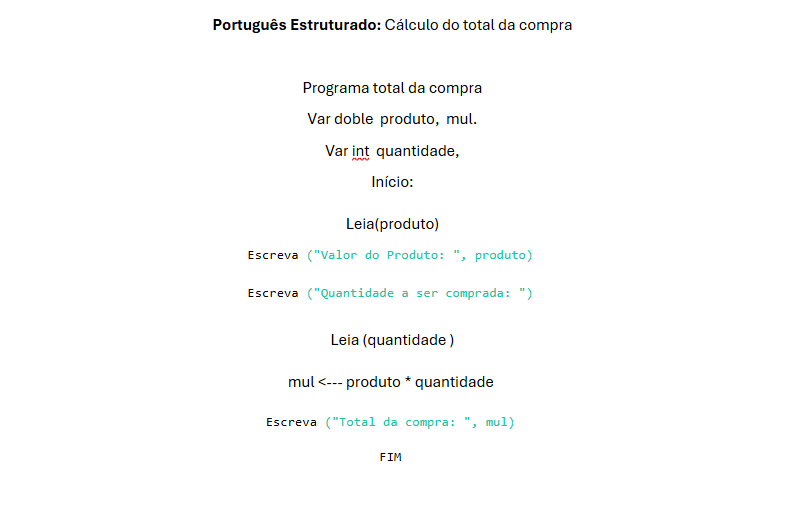 Português Estruturado: Cálculo do total da compra
Programa total da compra
Var doble produto, mul.
Var int quantidade,
Início:
Leia(produto)
Escreva ("Valor do Produto: ", produto)
Escreva ("Quantidade a ser comprada: ")
Leia (quantidade )
mul <--- produto * quantidade
Escreva ("Total da compra: ", mul)
FIM